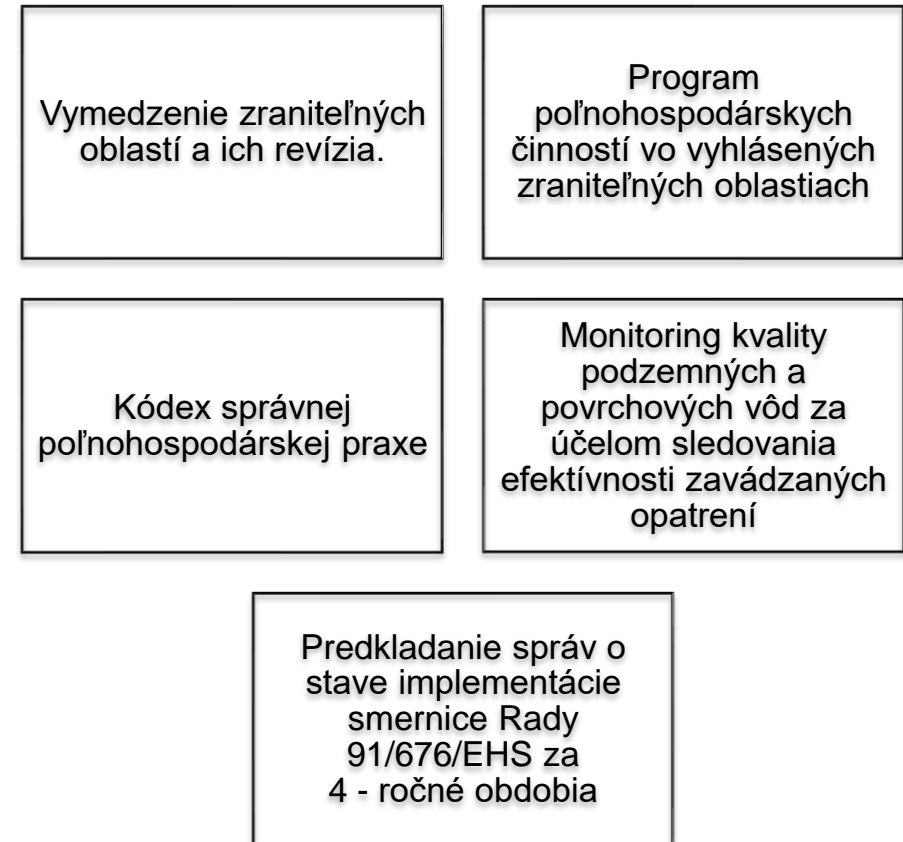 Vymedzenie zraniteľných
oblastí a ich revízia.
Program
poľnohospodárskych
činností vo vyhlásených
zraniteľných oblastiach
Kódex správnej
poľnohospodárskej praxe
Monitoring kvality
podzemných a
povrchových vôd za
účelom sledovania
efektívnosti zavádzaných
opatrení
Predkladanie správ o
stave implementácie
smernice Rady
91/676/EHS za
4 - ročné obdobia